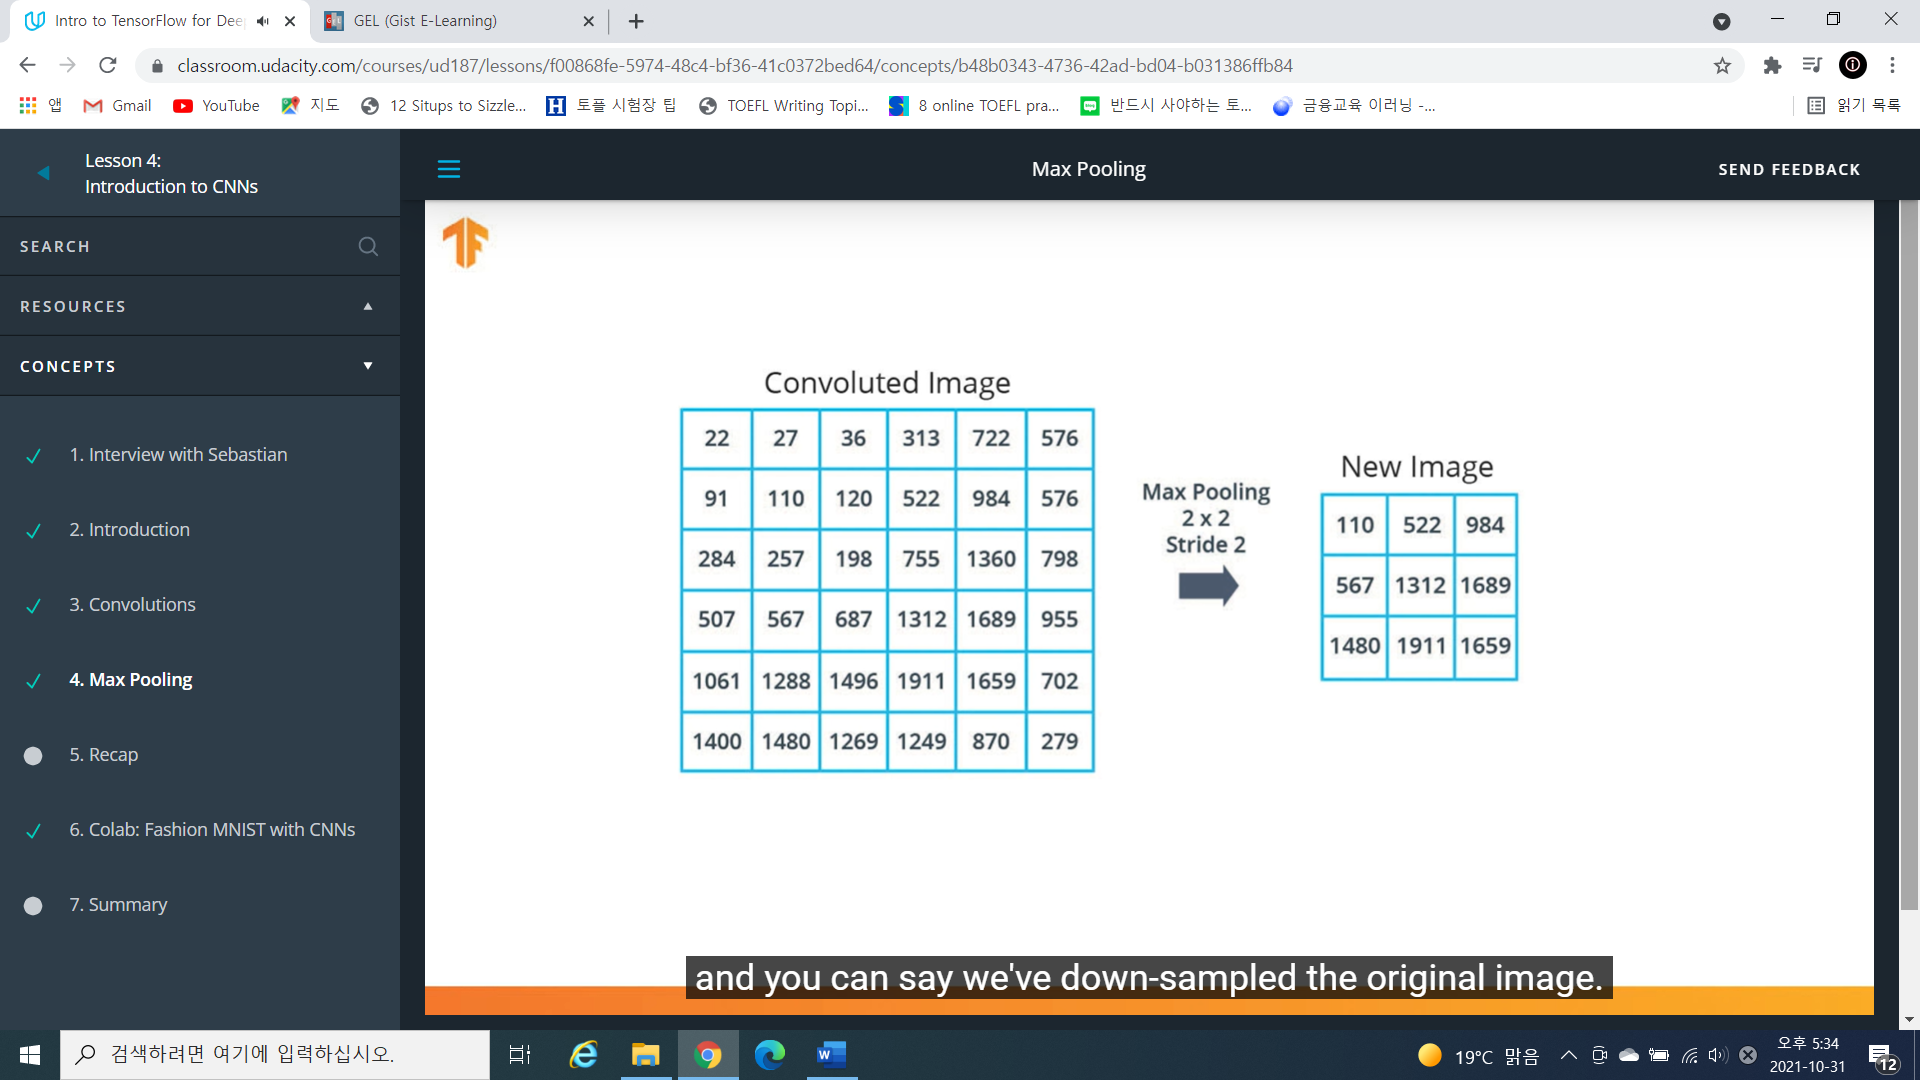 Intro to TensorFlow for Dee
GEL (Gist E-Learning)
classroom.udacity.com/courses/ud187/lessons/f00868fe-5974-48c4-bf36-41c0372bed64/concepts/b48b0343-4736-42ad-bd04-b031386ffb84
앱 Gmail YouTube 지도 12 Situps to Sizzle... 토플 시험장 팁 TOEFL Writing Topi... 8 online TOEFL pra... 반드시 사야하는 토... 금융교육 이러닝 -... 읽기 목록
Lesson 4:
Introduction to CNNs
Max Pooling
SEND FEEDBACK
SEARCH
RESOURCES
CONCEPTS
1. Interview with Sebastian
2. Introduction
3. Convolutions
4. Max Pooling
5. Recap
6. Colab: Fashion MNIST with CNNs
7. Summary
Convoluted Image
22 27 36 313 722 576
91 110 120 522 984 576
284 257 198 755 1360 798
507 567 687 1312 1689 955
1061 1288 1496 1911 1659 702
1400 1480 1269 1249 870 279
Max Pooling
2 x 2
Stride 2
New Image
110 522 984
567 1312 1689
1480 1911 1659
and you can say we've down-sampled the original image.
검색하려면 여기에 입력하십시오.
19°C 맑음
오후 5:34
2021-10-31
12